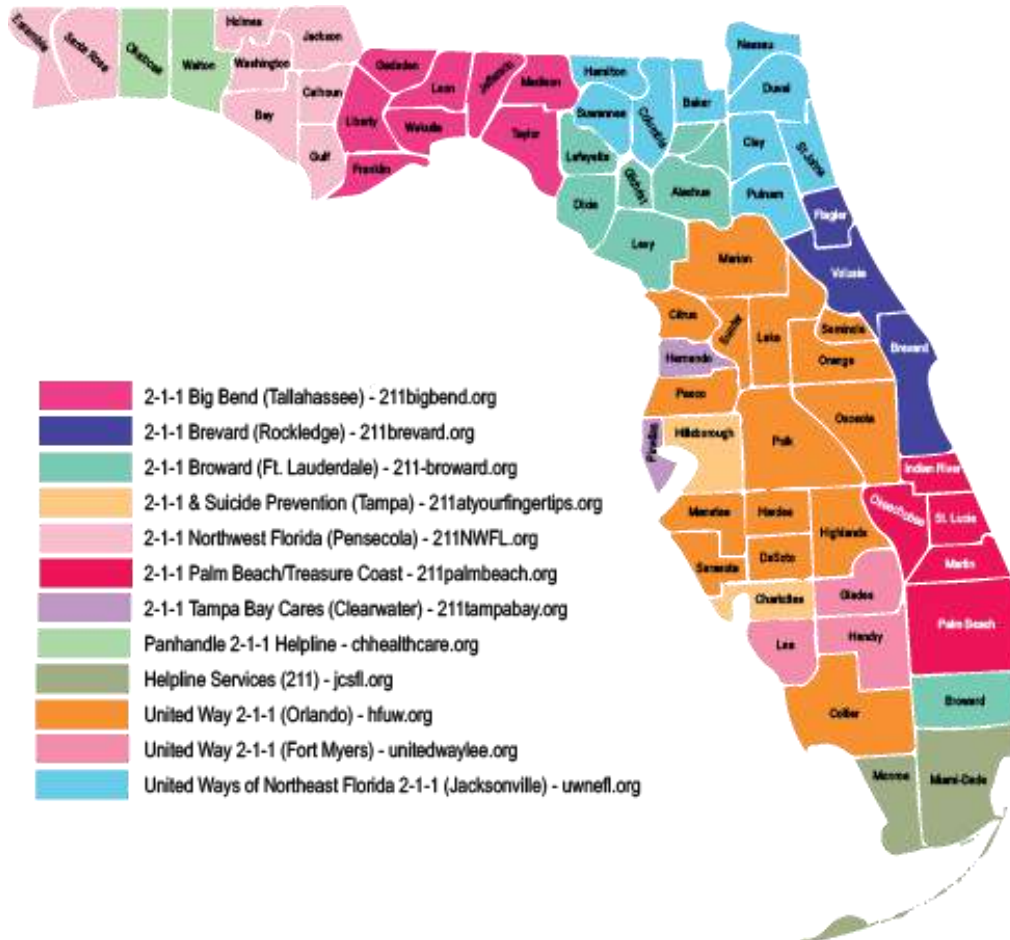 Escambia
Santa Rosa
Okaloosa
Walton
Holmes
Washington
Jackson
Bay
Calhoun
Gulf
Gadsden
Liberty
Leon
Wakulla
Franklin
Jefferson
Madison
Taylor
Hamilton
Suwannee
Columbia
Baker
Nassau
Duval
Clay
St. Johns
Putnam
Lafayette
Dixie
Gilchrist
Alachua
Levy
Flagler
Volusia
Brevard
Marion
Citrus
Sumter
Lake
Seminole
Orange
Hernando
Pasco
Pinellas
Hillsborough
Polk
Osceola
Manatee
Hardee
Highlands
Sarasota
DeSoto
Charlottes
Glades
Lee
Hendry
Collier
Indian River
Okeechobee
St. Lucie
Martin
Palm Beach
Broward
Monroe
Miami-Dade
2-1-1 Big Bend (Tallahassee) - 211bigbend.org
2-1-1 Brevard (Rockledge) - 211brevard.org
2-1-1 Broward (Ft. Lauderdale) - 211-broward.org
2-1-1 & Suicide Prevention (Tampa) - 211atyourfingertips.org
2-1-1 Northwest Florida (Pensecola) - 211NWFL.org
2-1-1 Palm Beach/Treasure Coast - 211palmbeach.org
2-1-1 Tampa Bay Cares (Clearwater) - 211tampabay.org
Panhandle 2-1-1 Helpline - chhealthcare.org
Helpline Services (211) - jcsfl.org
United Way 2-1-1 (Orlando) - hfuw.org
United Way 2-1-1 (Fort Myers) - unitedwaylee.org
United Ways of Northeast Florida 2-1-1 (Jacksonville) - uwnefl.org